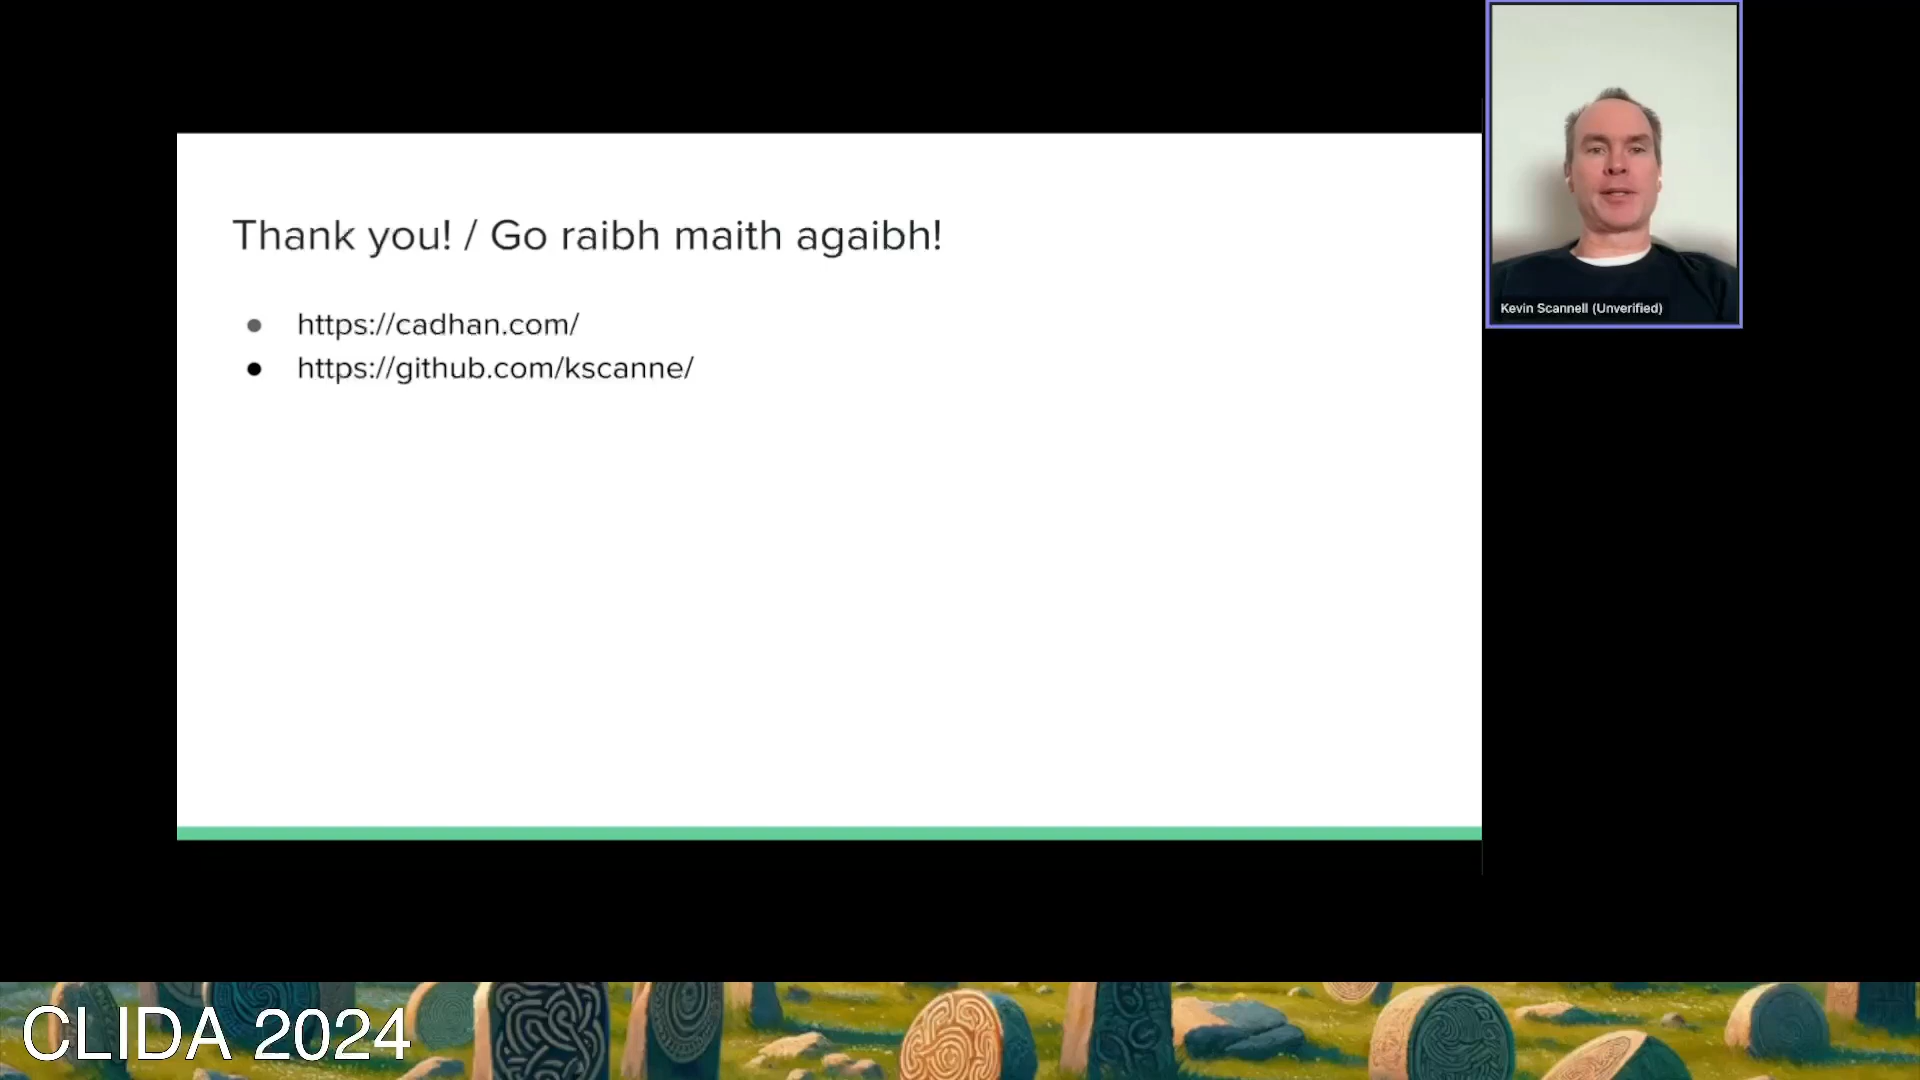 Thank you! / Go raibh maith agaibh!
https://cadhan.com/
https://github.com/kscanne/
Kevin Scannell (Unverified)
CLIDA 2024